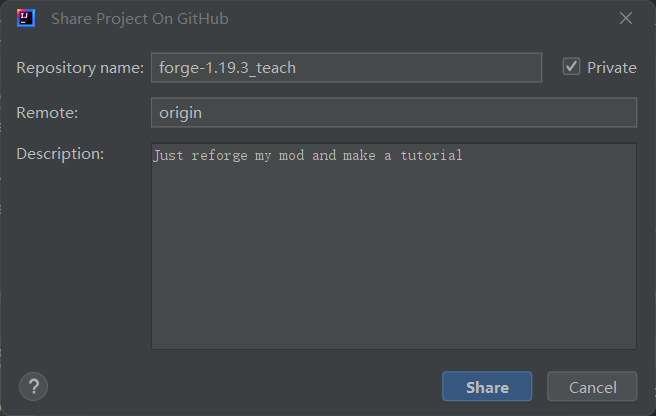 Share Project On GitHub
Repository name: forge-1.19.3_teach Private
Remote: origin
Description: Just reforge my mod and make a tutorial
? Share Cancel